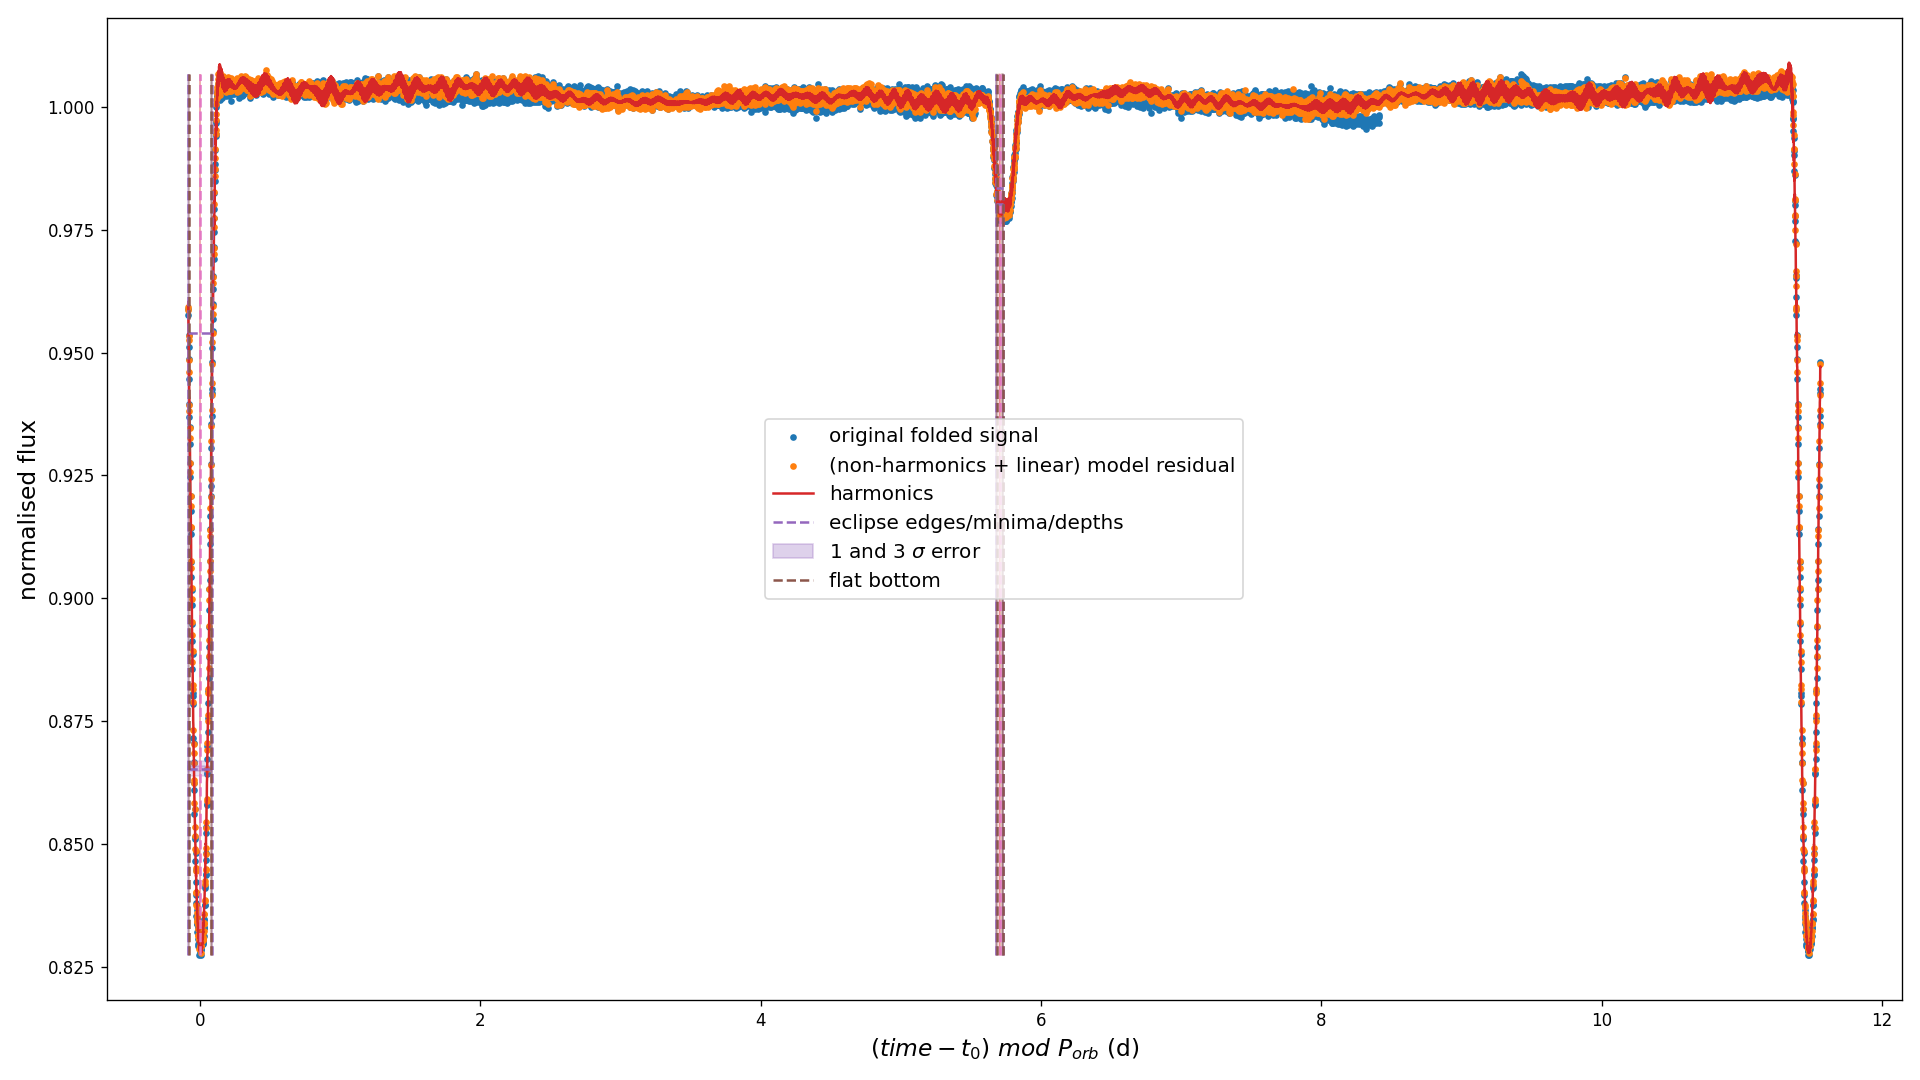 normalised flux
1.000
0.975
0.950
0.925
0.900
0.875
0.850
0.825
original folded signal
(non-harmonics + linear) model residual
harmonics
eclipse edges/minima/depths
1 and 3 σ error
flat bottom
0 2 4 6 8 10 12
(time − t₀) mod Pₒᵣb (d)